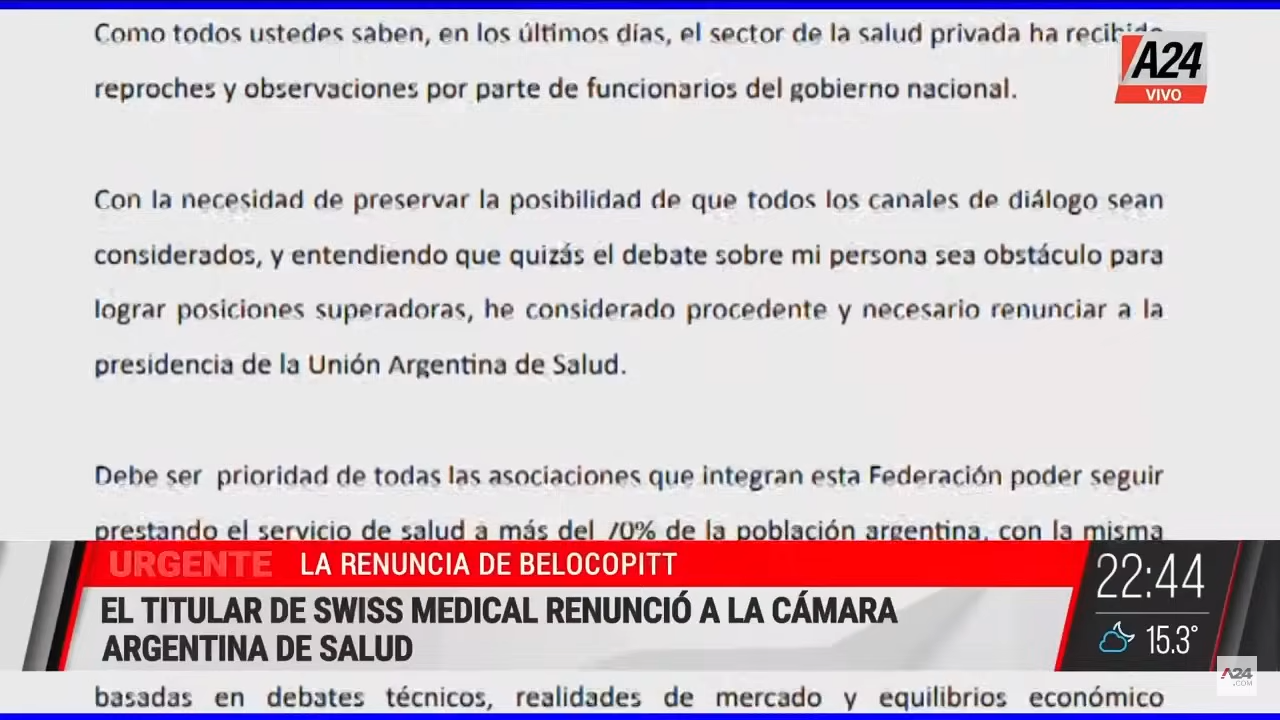 Como todos ustedes saben, en los últimos días, el sector de la salud privada ha recibido
reproches y observaciones por parte de funcionarios del gobierno nacional.
A24
VIVO
Con la necesidad de preservar la posibilidad de que todos los canales de diálogo sean
considerados, y entendiendo que quizás el debate sobre mi persona sea obstáculo para
lograr posiciones superadoras, he considerado procedente y necesario renunciar a la
presidencia de la Unión Argentina de Salud.
Debe ser prioridad de todas las asociaciones que integran esta Federación poder seguir
prestando el servicio de salud a más del 70% de la población argentina, con la misma
URGENTE LA RENUNCIA DE BELOCOPITT
EL TITULAR DE SWISS MEDICAL RENUNCIÓ A LA CÁMARA
ARGENTINA DE SALUD
22:44
15.3°
A24
.COM
basadas en debates técnicos, realidades de mercado y equilibrios económico